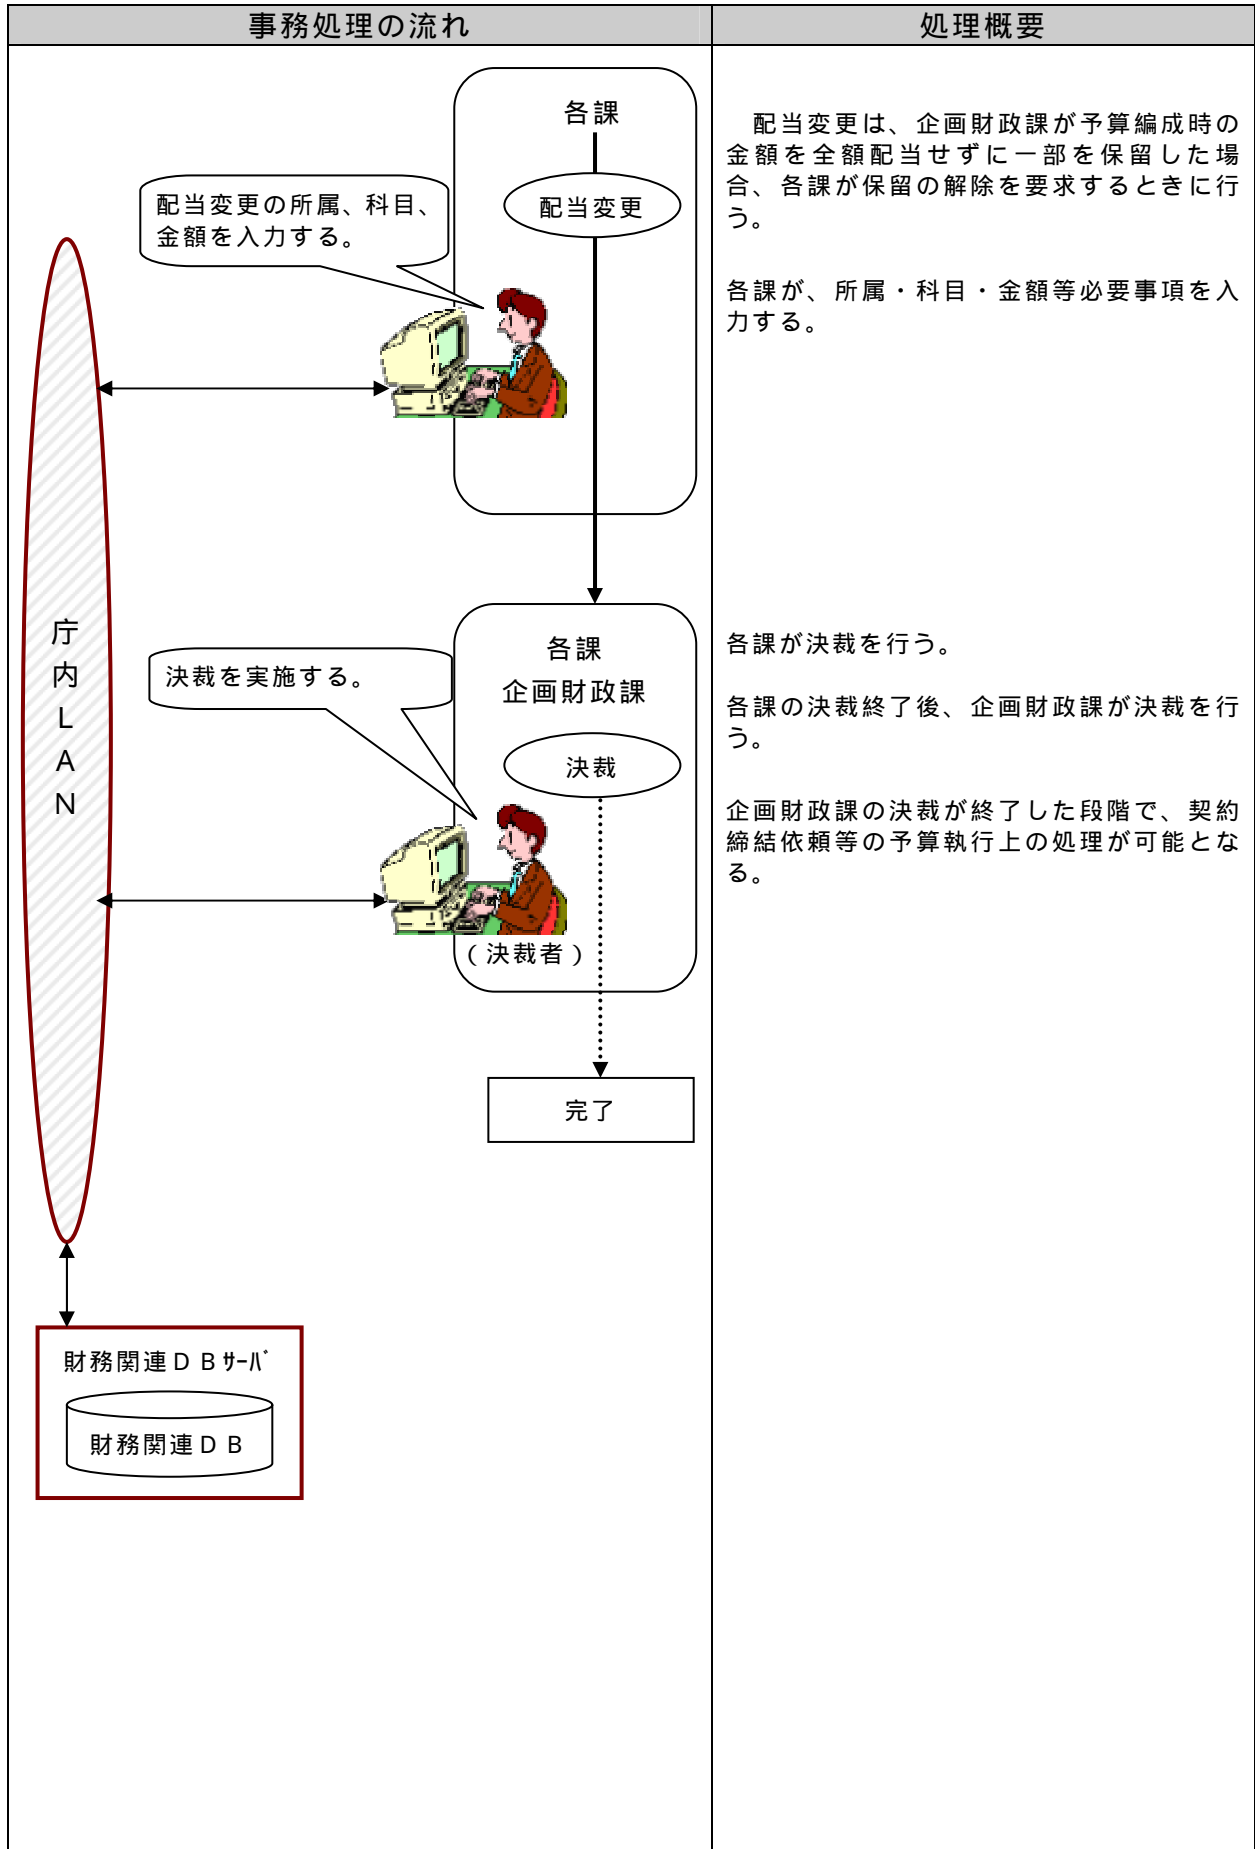 事務処理の流れ
処理概要
各課
配当変更
配当変更の所属、科目、
金額を入力する。
配当変更は、企画財政課が予算編成時の
金額を全額配当せずに一部を保留した場
合、各課が保留の解除を要求するときに行
う。
各課が、所属・科目・金額等必要事項を入
力する。
庁
内
L
A
N
各課
企画財政課
決裁を実施する。
決裁
(決裁者)
各課が決裁を行う。
各課の決裁終了後、企画財政課が決裁を行
う。
企画財政課の決裁が終了した段階で、契約
締結依頼等の予算執行上の処理が可能とな
る。
完了
財務関連ＤＢｻｰﾊﾞ
財務関連ＤＢ